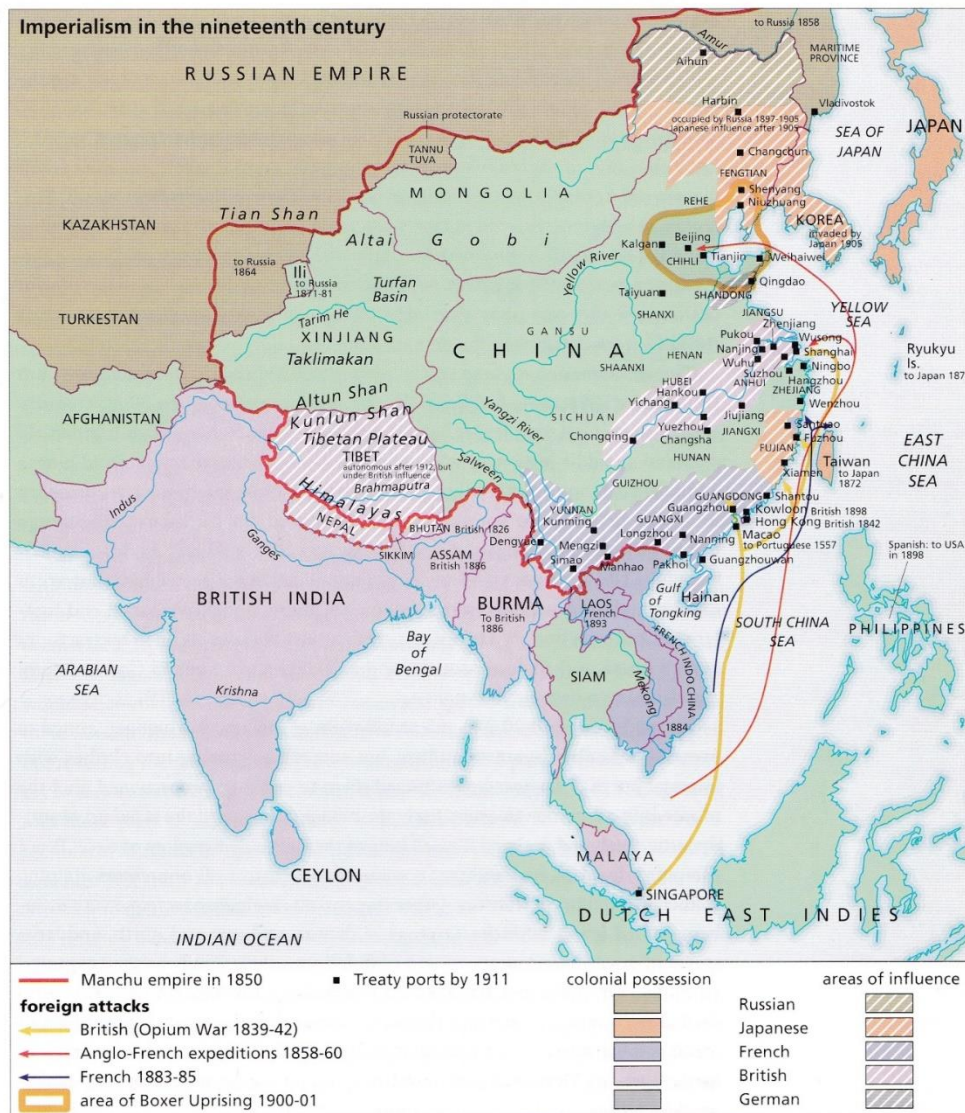 Imperialism in the nineteenth century
to Russia 1858
Amur
MARITIME
PROVINCE
RUSSIAN EMPIRE
Aihun
Harbin
Vladivostok
occupied by Russia 1897-1905
Japanese influence after 1905
Russian protectorate
SEA OF
JAPAN
JAPAN
TANNU
TUVA
Changchun
FENGTIAN
MONGOLIA
Shenyang
REHE
Niuzhuang
KAZAKHSTAN
Tian Shan
KOREA
invaded by
Japan 1905
Altai
Gobi
Kalgan
Beijing
CHIHLI
Tianjin
Weihaiwei
to Russia
1864
Ili
to Russia
1871-81
Yellow River
Qingdao
Turfan
Basin
Taiyuan
SHANDONG
SHANXI
TURKESTAN
Tarim He
XINJIANG
YELLOW
SEA
JIANGSU
Zhenjiang
GANSU
Taklimakan
CHINA
Pukou
Wusong
HENAN
Nanjing
Shanghai
Ryukyu
Is.
to Japan 187
SHAANXI
Wuhu
Suzhou
Ningbo
ANHUI
Hangzhou
HUBEI
ZHEJIANG
Altun Shan
Hankou
AFGHANISTAN
Kunlun Shan
Yichang
Jiujiang
Wenzhou
SICHUAN
Yangzi River
Tibetan Plateau
TIBET
autonomous after 1912, but
under British influence
Yuezhou
JIANGXI
Santuao
Chongqing
Changsha
Fuzhou
EAST
CHINA
SEA
Salween
HUNAN
FUJIAN
Taiwan
to Japan
1872
Brahmaputra
Xiamen
GUIZHOU
Himalayas
Indus
GUANGDONG
Shantou
NEPAL
YUNNAN
Guangzhou
Kowloon British 1898
BHUTAN British 1826
Kunming
GUANGXI
Hong Kong British 1842
Ganges
Dengyue
Longzhou
Nanning
Macao
to Portuguese 1557
Spanish: to USA
in 1898
SIKKIM
ASSAM
British 1886
Mengzi
Simao
Manhao
Pakhoi
Guangzhouwan
BRITISH INDIA
BURMA
To British
1886
LAOS
French
1893
Gulf
of
Tongking
Hainan
SOUTH CHINA
SEA
PHILIPPINES
Bay
of
Bengal
FRENCH INDO CHINA
ARABIAN
SEA
SIAM
Mekong
Krishna
1884
MALAYA
CEYLON
SINGAPORE
DUTCH EAST INDIES
INDIAN OCEAN
Manchu empire in 1850
Treaty ports by 1911
colonial possession
areas of influence
foreign attacks
Russian
British (Opium War 1839-42)
Japanese
Anglo-French expeditions 1858-60
French
French 1883-85
British
area of Boxer Uprising 1900-01
German